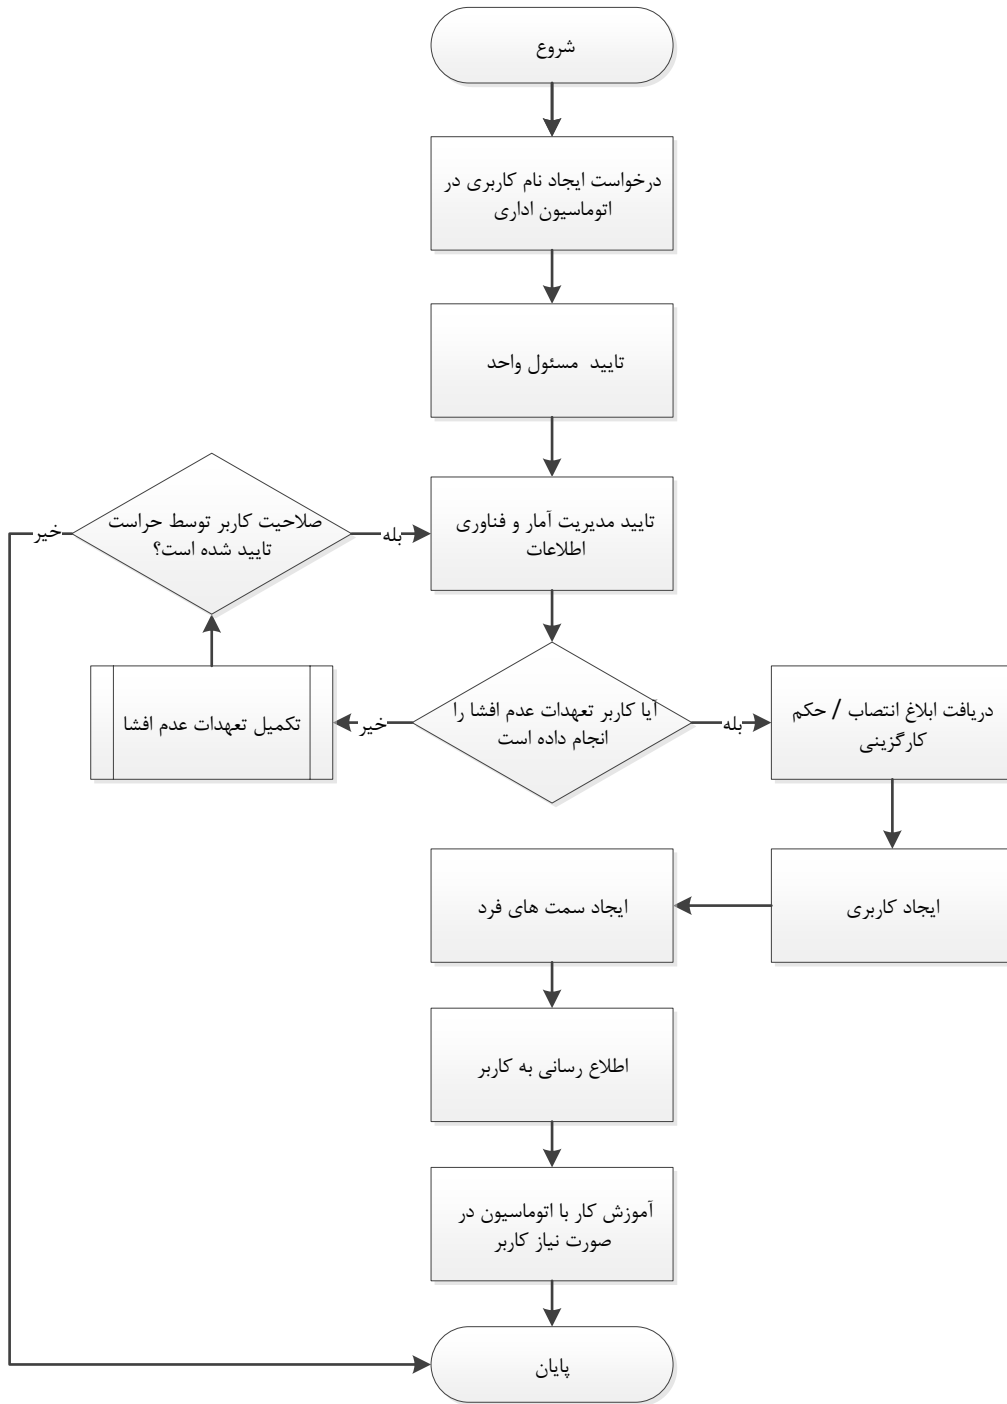 شروع
درخواست ایجاد نام کاربری در
اتوماسیون اداری
تایید مسئول واحد
تایید مدیریت آمار و فناوری
اطلاعات
صلاحیت کاربر توسط حراست
تایید شده است؟
بله
خیر
آیا کاربر تعهدات عدم افشا را
انجام داده است
خیر
بله
تکمیل تعهدات عدم افشا
دریافت ابلاغ انتصاب / حکم
کارگزینی
ایجاد کاربری
ایجاد سمت های فرد
اطلاع رسانی به کاربر
آموزش کار با اتوماسیون در
صورت نیاز کاربر
پایان